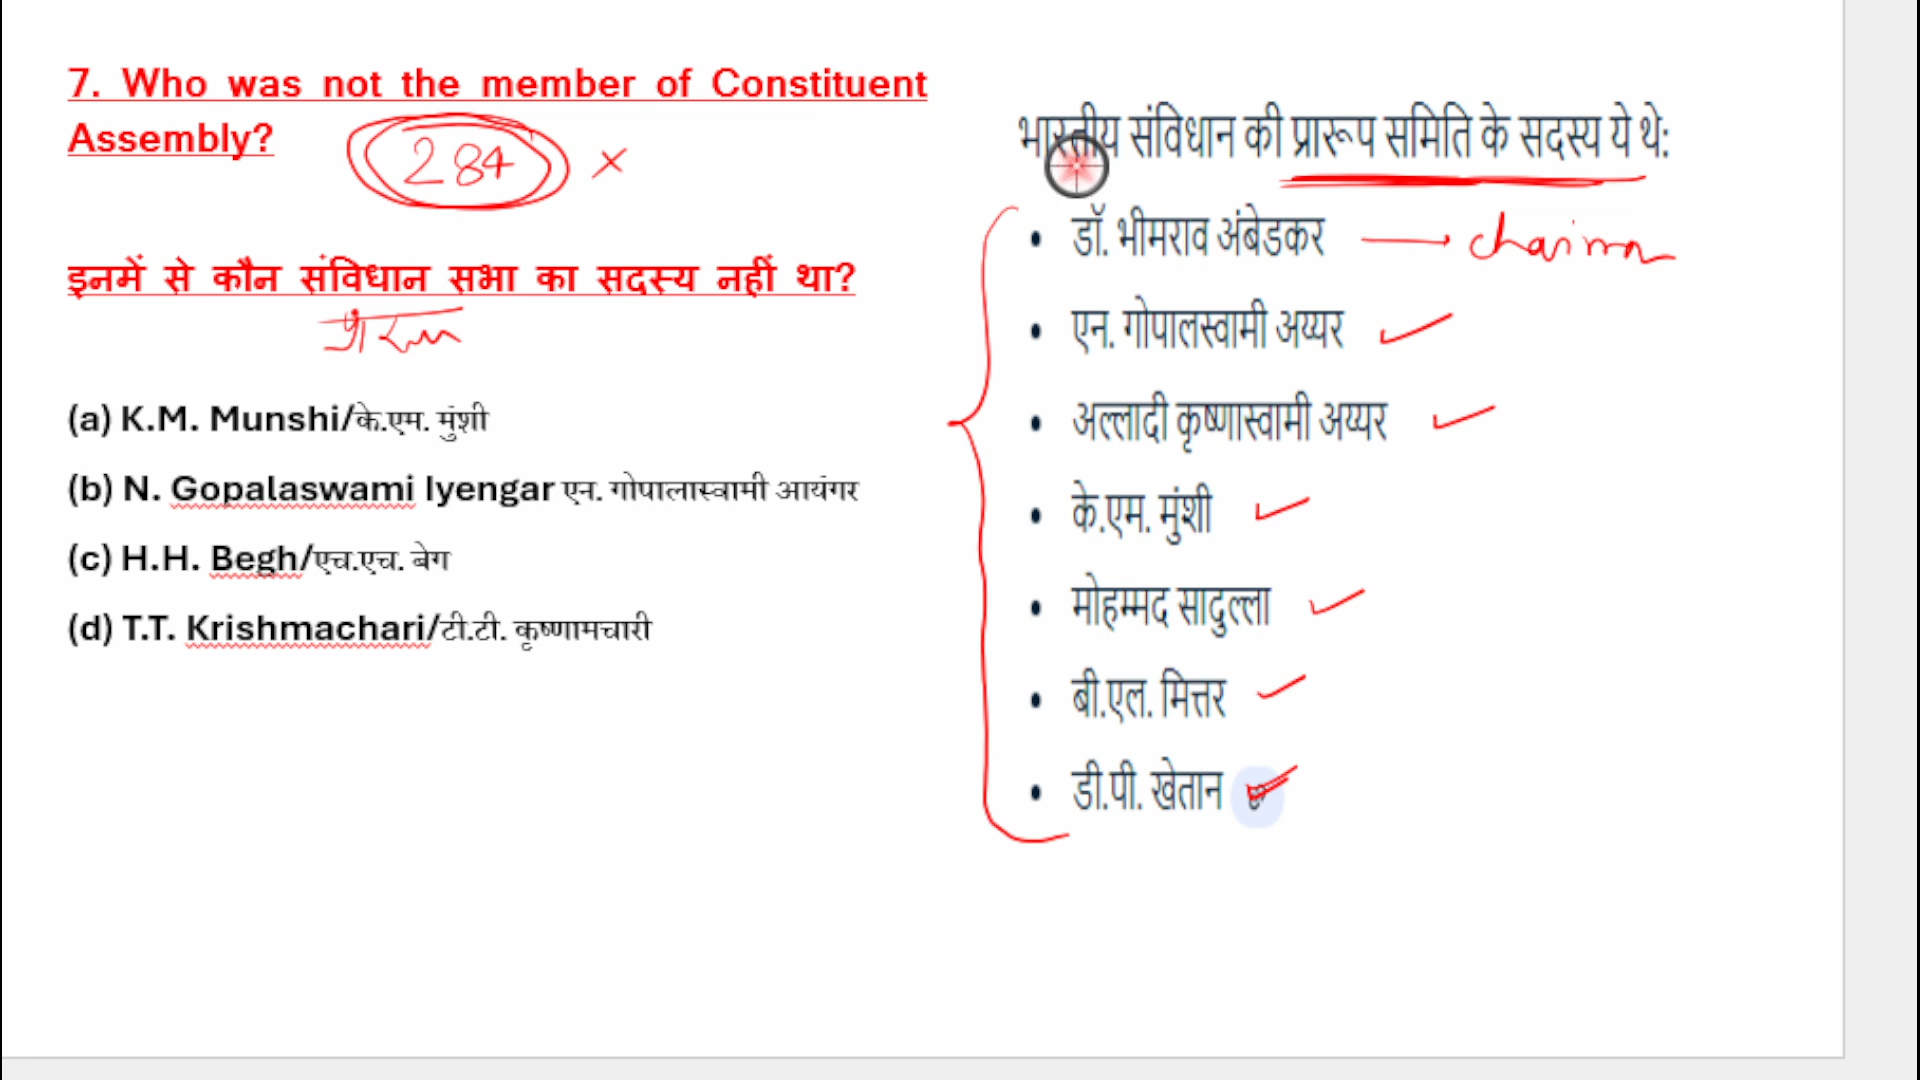 7. Who was not the member of Constituent
Assembly?
284 ×
इनमें से कौन संविधान सभा का सदस्य नहीं था?
(a) K.M. Munshi/के.एम. मुंशी
(b) N. Gopalaswami Iyengar एन. गोपालास्वामी आयंगर
(c) H.H. Begh/एच.एच. बेग
(d) T.T. Krishmachari/टी.टी. कृष्णामचारी
भारतीय संविधान की प्रारूप समिति के सदस्य ये थे:
• डॉ. भीमराव अंबेडकर
• एन. गोपालस्वामी अय्यर
• अल्लादी कृष्णास्वामी अय्यर
• के.एम. मुंशी
• मोहम्मद सादुल्ला
• बी.एल. मित्तर
• डी.पी. खेतान